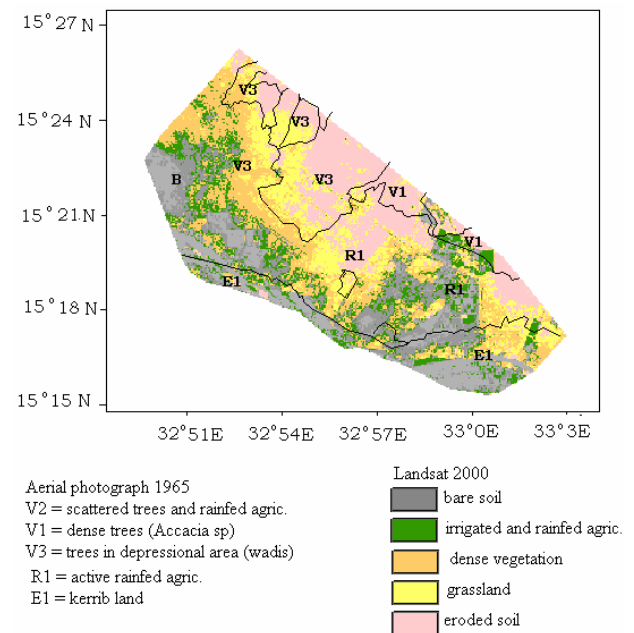 15°27N
V3
15°24 N
V3
V3
V3
B
V1
15°21 N
V1
R1
E1
R1
15°18 N
E1
15°15 N
32°51E 32°54E 32°57E 33°0E 33°3E
Aerial photograph 1965
V2 = scattered trees and rainfed agric.
V1 = dense trees (Accacia sp)
V3 = trees in depressional area (wadis)
R1 = active rainfed agric.
E1 = kerrib land
Landsat 2000
bare soil
irrigated and rainfed agric.
dense vegetation
grassland
eroded soil